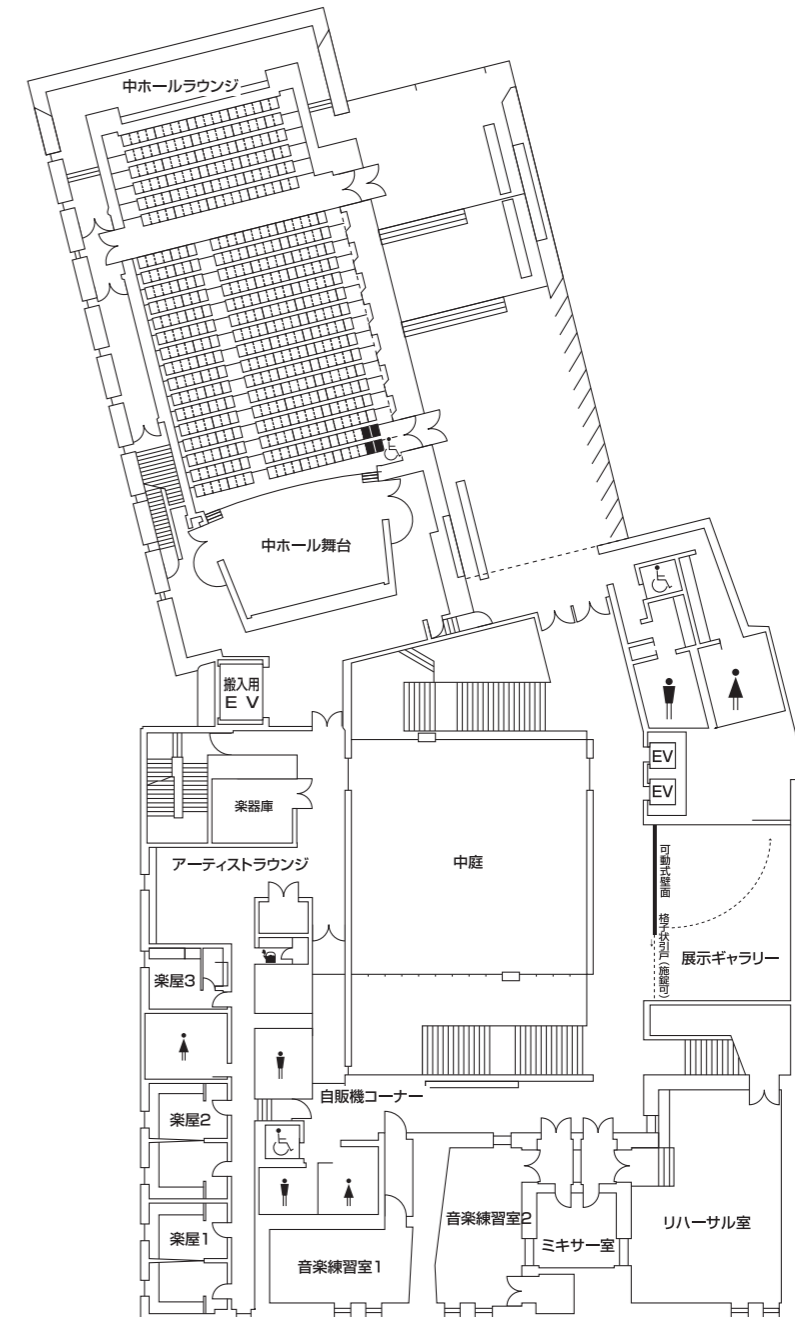 中ホールラウンジ
中ホール舞台
搬入用
E V
EV
EV
楽器庫
アーティストラウンジ
中庭
可動式壁面
格子状引戸(施錠可)
展示ギャラリー
楽屋3
自販機コーナー
楽屋2
楽屋1
音楽練習室1
音楽練習室2
ミキサー室
リハーサル室